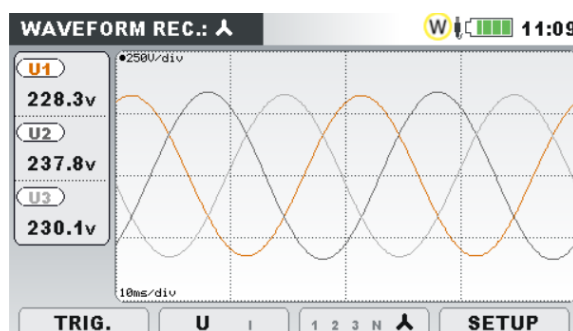 WAVEFORM REC.:
W 11:09
250V/div
U1
228.3v
U2
237.8v
U3
230.1v
10ms/div
TRIG.
U I
1 2 3 N
SETUP